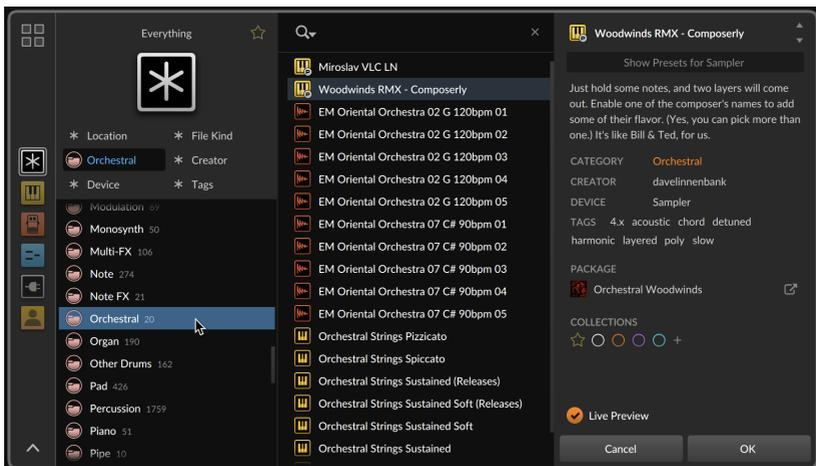 Everything
Location
File Kind
Orchestral
Creator
Device
Tags
Modulation 69
Monosynth 50
Multi-FX 106
Note 274
Note FX 21
Orchestral 20
Organ 190
Other Drums 162
Pad 426
Percussion 1759
Piano 51
Pipe 10
Miroslav VLC LN
Woodwinds RMX - Composerly
EM Oriental Orchestra 02 G 120bpm 01
EM Oriental Orchestra 02 G 120bpm 02
EM Oriental Orchestra 02 G 120bpm 03
EM Oriental Orchestra 02 G 120bpm 04
EM Oriental Orchestra 02 G 120bpm 05
EM Oriental Orchestra 07 C# 90bpm 01
EM Oriental Orchestra 07 C# 90bpm 02
EM Oriental Orchestra 07 C# 90bpm 03
EM Oriental Orchestra 07 C# 90bpm 04
EM Oriental Orchestra 07 C# 90bpm 05
Orchestral Strings Pizzicato
Orchestral Strings Spiccato
Orchestral Strings Sustained (Releases)
Orchestral Strings Sustained Soft (Releases)
Orchestral Strings Sustained Soft
Orchestral Strings Sustained
Woodwinds RMX - Composerly
Show Presets for Sampler
Just hold some notes, and two layers will come
out. Enable one of the composer's names to add
some of their flavor. (Yes, you can pick more than
one.) It's like Bill & Ted, for us.
CATEGORY Orchestral
CREATOR davelinnenbank
DEVICE Sampler
TAGS 4.x acoustic chord detuned
harmonic layered poly slow
PACKAGE
Orchestral Woodwinds
COLLECTIONS
Live Preview
Cancel
OK